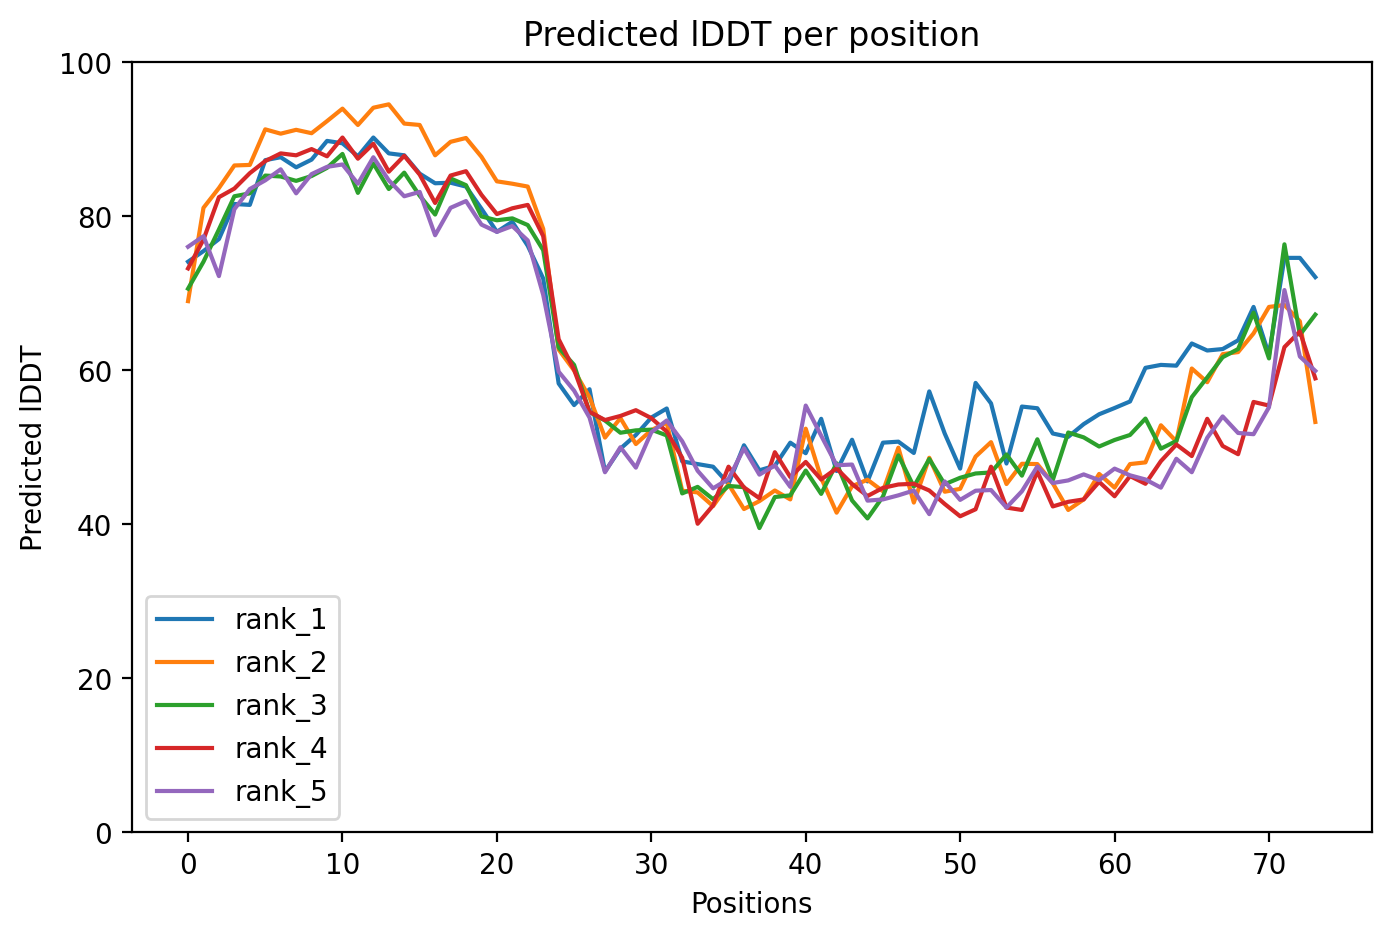 Predicted lDDT per position
Predicted lDDT
100
80
60
40
20
0
rank_1
rank_2
rank_3
rank_4
rank_5
0 10 20 30 40 50 60 70
Positions